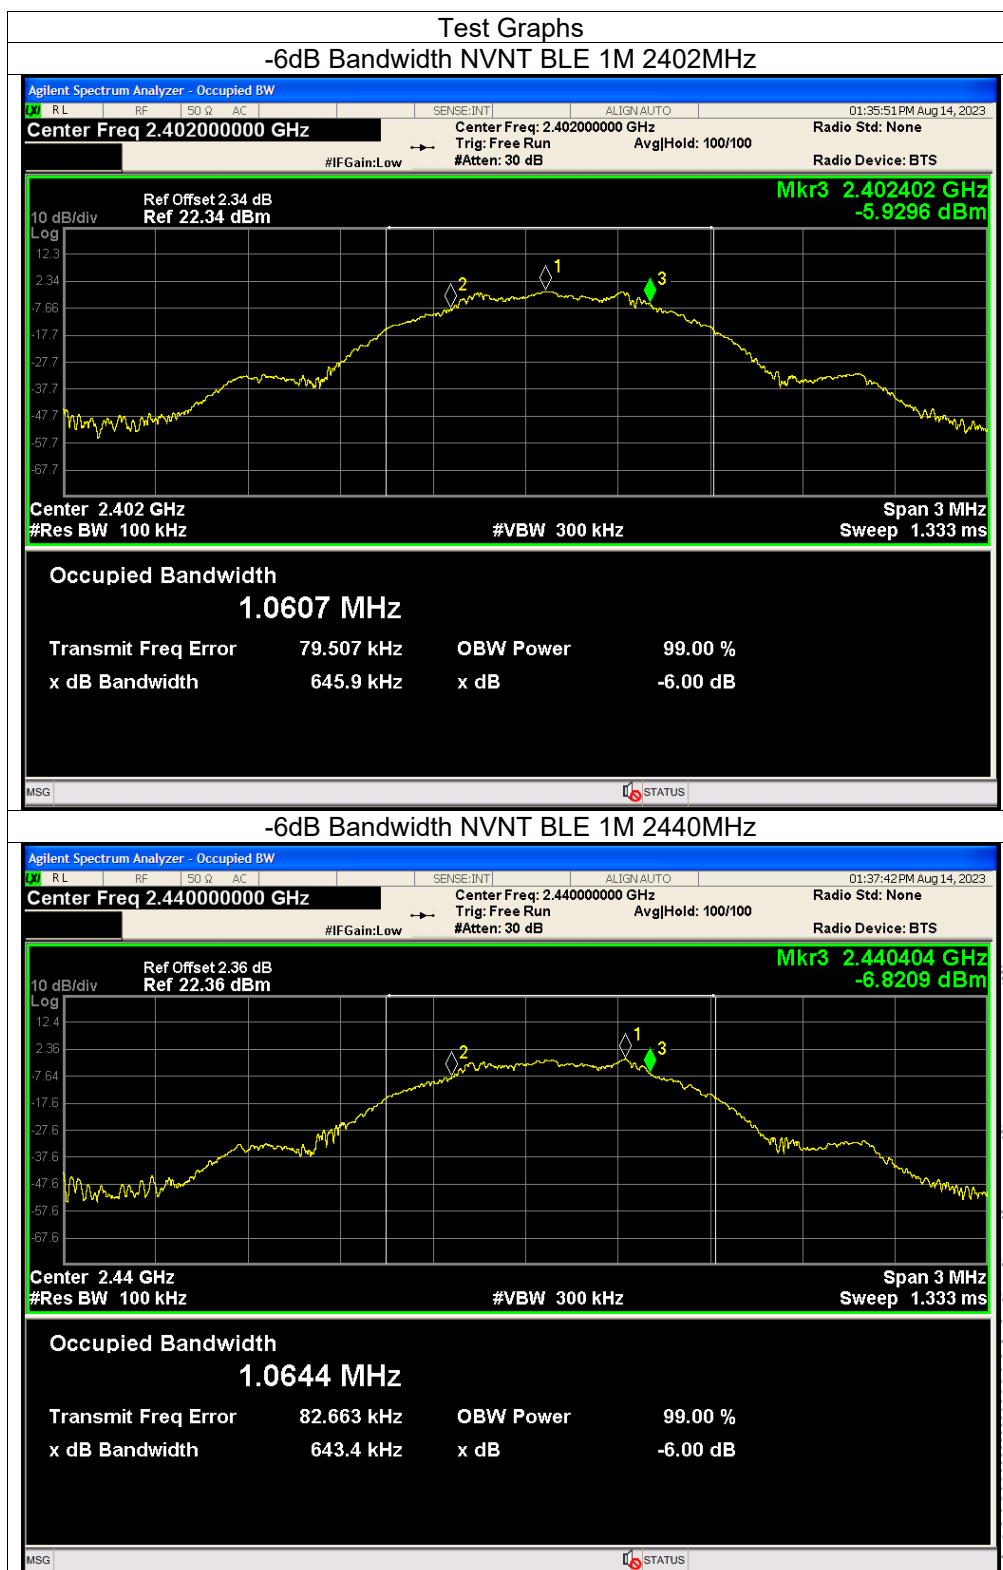 Test Graphs
-6dB Bandwidth NVNT BLE 1M 2402MHz
Agilent Spectrum Analyzer - Occupied BW
LXI RL RF 50 Ω AC SENSE:INT ALIGN AUTO 01:35:51 PM Aug 14, 2023
Center Freq 2.402000000 GHz Center Freq: 2.402000000 GHz Radio Std: None
Trig: Free Run Avg|Hold: 100/100
#IFGain:Low #Atten: 30 dB Radio Device: BTS
Mkr3 2.402402 GHz
-5.9296 dBm
Ref Offset 2.34 dB
10 dB/div Ref 22.34 dBm
Log
12.3
2.34
-7.66
-17.7
-27.7
-37.7
-47.7
-57.7
-67.7
2 1 3
Center 2.402 GHz Span 3 MHz
#Res BW 100 kHz #VBW 300 kHz Sweep 1.333 ms
Occupied Bandwidth
1.0607 MHz
Transmit Freq Error 79.507 kHz OBW Power 99.00 %
x dB Bandwidth 645.9 kHz x dB -6.00 dB
MSG STATUS
-6dB Bandwidth NVNT BLE 1M 2440MHz
Agilent Spectrum Analyzer - Occupied BW
LXI RL RF 50 Ω AC SENSE:INT ALIGN AUTO 01:37:42 PM Aug 14, 2023
Center Freq 2.440000000 GHz Center Freq: 2.440000000 GHz Radio Std: None
Trig: Free Run Avg|Hold: 100/100
#IFGain:Low #Atten: 30 dB Radio Device: BTS
Mkr3 2.440404 GHz
-6.8209 dBm
Ref Offset 2.36 dB
10 dB/div Ref 22.36 dBm
Log
12.4
2.36
-7.64
-17.6
-27.6
-37.6
-47.6
-57.6
-67.6
2 1 3
Center 2.44 GHz Span 3 MHz
#Res BW 100 kHz #VBW 300 kHz Sweep 1.333 ms
Occupied Bandwidth
1.0644 MHz
Transmit Freq Error 82.663 kHz OBW Power 99.00 %
x dB Bandwidth 643.4 kHz x dB -6.00 dB
MSG STATUS